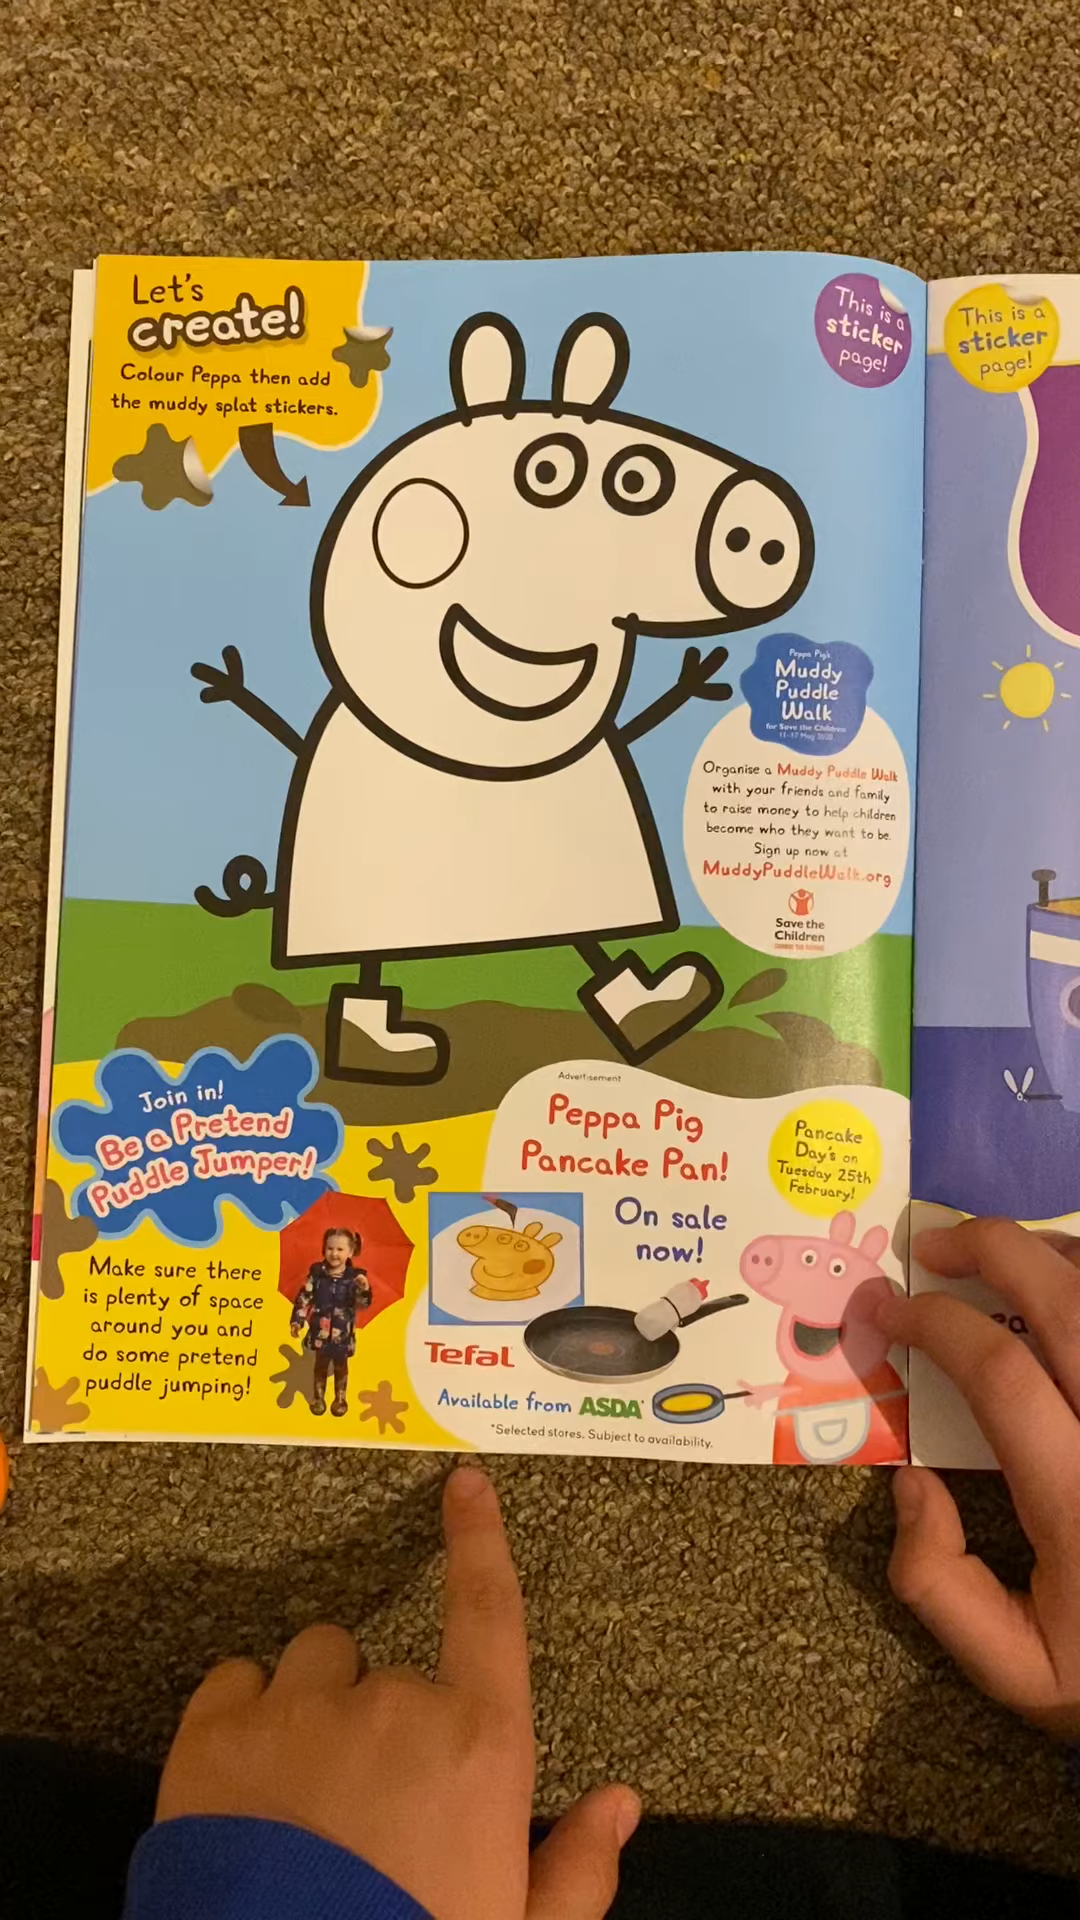 Let's
create!
Colour Peppa then add
the muddy splat stickers.
This is a
sticker
page!
This is a
sticker
page!
Peppa Pig's
Muddy
Puddle
Walk
for Save the Children
11-17 May 2020
Organise a Muddy Puddle Walk
with your friends and family
to raise money to help children
become who they want to be.
Sign up now at
MuddyPuddleWalk.org
Save the
Children
Join in!
Be a Pretend
Puddle Jumper!
Make sure there
is plenty of space
around you and
do some pretend
puddle jumping!
Advertisement
Peppa Pig
Pancake Pan!
On sale
now!
Pancake
Day's on
Tuesday 25th
February!
Tefal
Available from ASDA*
*Selected stores. Subject to availability.